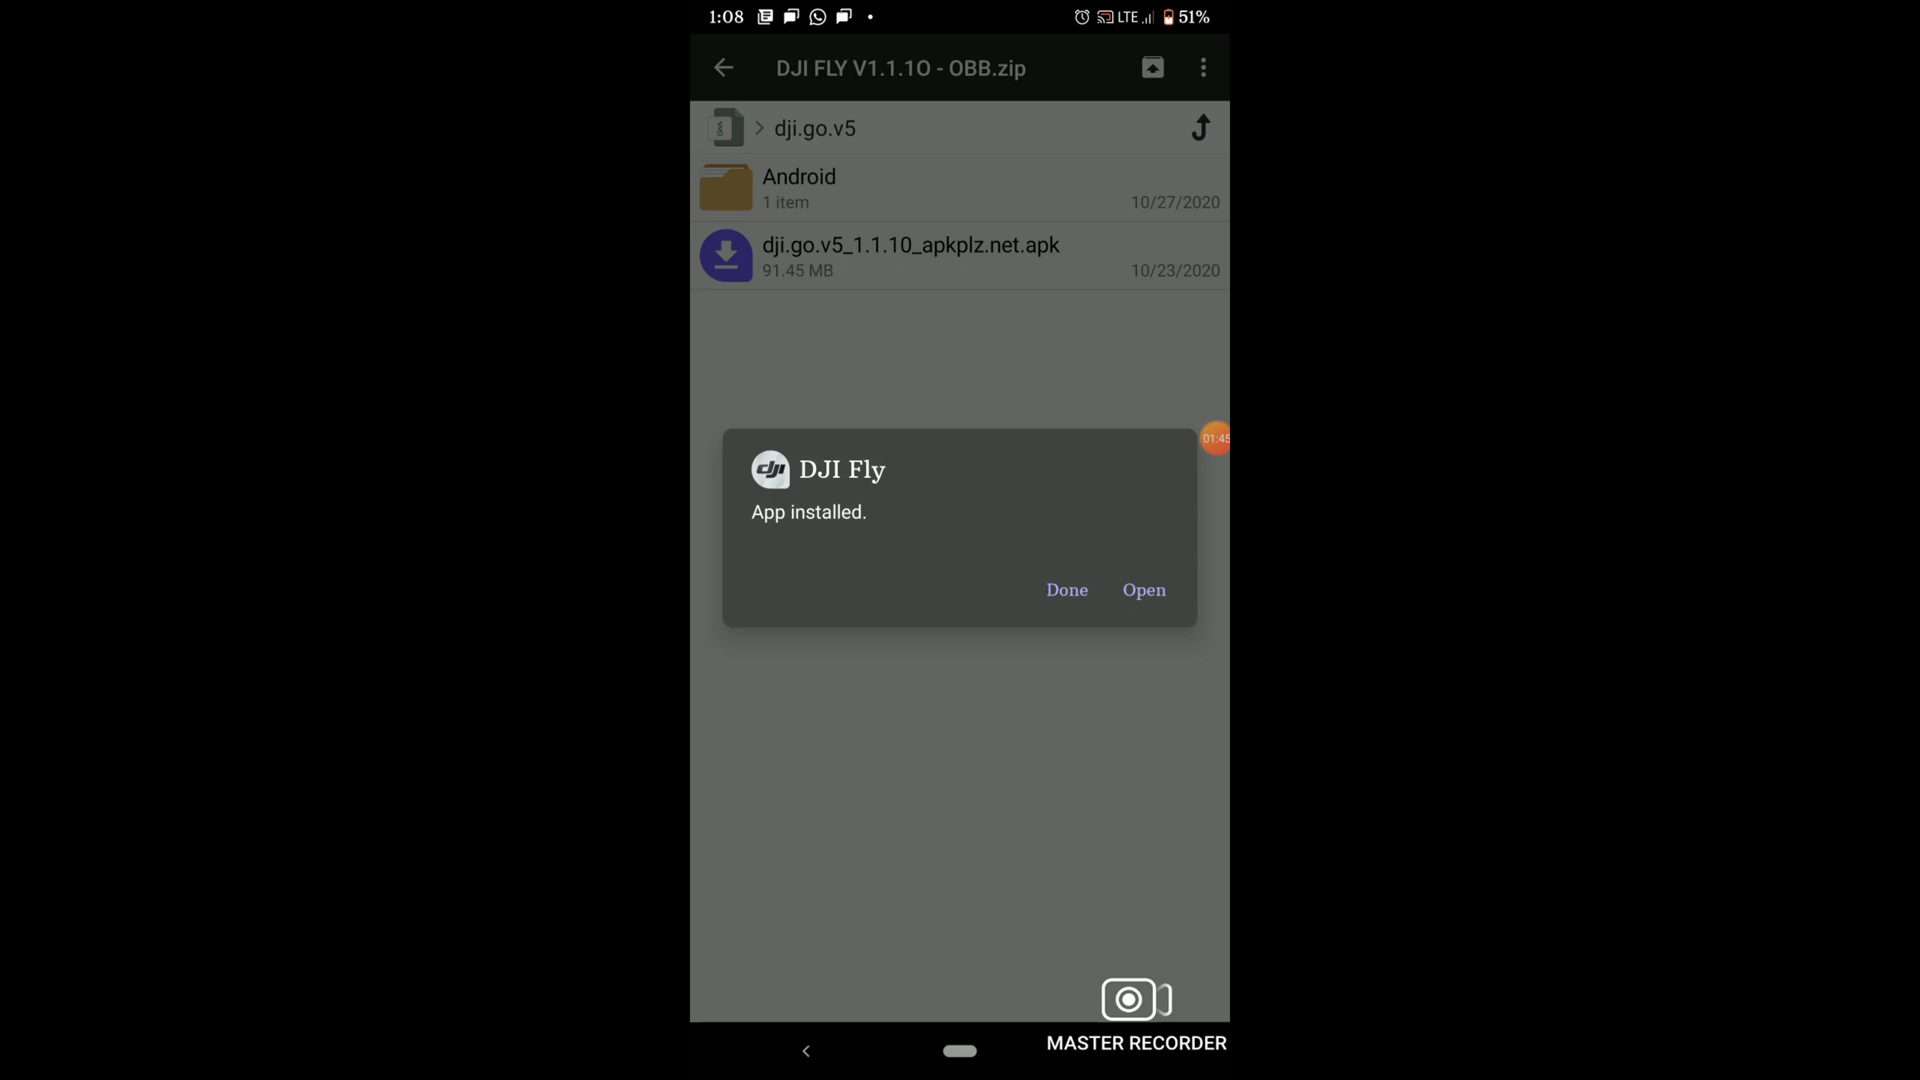 1:08 LTE 51%
DJI FLY V1.1.1O - OBB.zip
dji.go.v5
Android
1 item 10/27/2020
dji.go.v5_1.1.10_apkplz.net.apk
91.45 MB 10/23/2020
01:45
dji DJI Fly
App installed.
Done Open
MASTER RECORDER